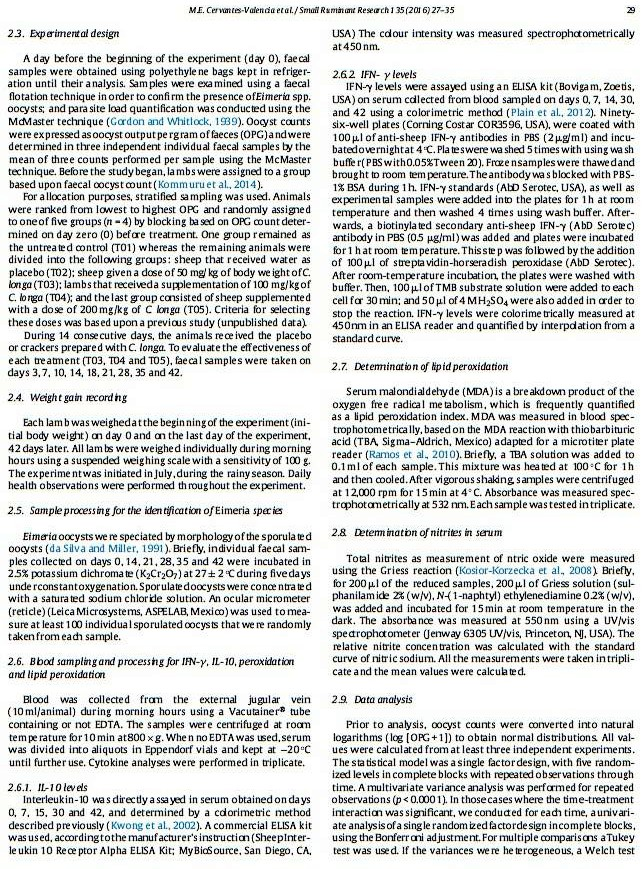 M.E. Cervantes-Valencia et al. / Small Ruminant Research 135 (2016) 27–35
29
2.3. Experimental design
A day before the beginning of the experiment (day 0), faecal
samples were obtained using polyethylene bags kept in refriger-
ation until their analysis. Samples were examined using a faecal
flotation technique in order to confirm the presence of Eimeria spp.
oocysts; and parasite load quantification was conducted using the
McMaster technique (Gordon and Whitlock, 1939). Oocyst counts
were expressed as oocyst output per gram of faeces (OPG) and were
determined in three independent individual faecal samples by the
mean of three counts performed per sample using the McMaster
technique. Before the study began, lambs were assigned to a group
based upon faecal oocyst count (Kommuru et al., 2014).
For allocation purposes, stratified sampling was used. Animals
were ranked from lowest to highest OPG and randomly assigned
to one of five groups (n = 4) by blocking based on OPG count deter-
mined on day zero (0) before treatment. One group remained as
the untreated control (T01) whereas the remaining animals were
divided into the following groups: sheep that received water as
placebo (T02); sheep given a dose of 50 mg/kg of body weight of C.
longa (T03); lambs that received a supplementation of 100 mg/kg of
C. longa (T04); and the last group consisted of sheep supplemented
with a dose of 200 mg/kg of C. longa (T05). Criteria for selecting
these doses was based upon a previous study (unpublished data).
During 14 consecutive days, the animals received the placebo
or crackers prepared with C. longa. To evaluate the effectiveness of
each treatment (T03, T04 and T05), faecal samples were taken on
days 3, 7, 10, 14, 18, 21, 28, 35 and 42.
2.4. Weight gain recording
Each lamb was weighed at the beginning of the experiment (ini-
tial body weight) on day 0 and on the last day of the experiment,
42 days later. All lambs were weighed individually during morning
hours using a suspended weighing scale with a sensitivity of 100 g.
The experiment was initiated in July, during the rainy season. Daily
health observations were performed throughout the experiment.
2.5. Sample processing for the identification of Eimeria species
Eimeria oocysts were speciated by morphology of the sporulated
oocysts (da Silva and Miller, 1991). Briefly, individual faecal sam-
ples collected on days 0, 14, 21, 28, 35 and 42 were incubated in
2.5% potassium dichromate (K2Cr2O7) at 27 ± 2 °C during five days
under constant oxygenation. Sporulated oocysts were concentrated
with a saturated sodium chloride solution. An ocular micrometer
(reticle) (Leica Microsystems, ASPELAB, Mexico) was used to mea-
sure at least 100 individual sporulated oocysts that were randomly
taken from each sample.
2.6. Blood sampling and processing for IFN-γ, IL-10, peroxidation
and lipid peroxidation
Blood was collected from the external jugular vein
(10 ml/animal) during morning hours using a Vacutainer® tube
containing or not EDTA. The samples were centrifuged at room
temperature for 10 min at 800 × g. When no EDTA was used, serum
was divided into aliquots in Eppendorf vials and kept at −20 °C
until further use. Cytokine analyses were performed in triplicate.
2.6.1. IL-10 levels
Interleukin-10 was directly assayed in serum obtained on days
0, 7, 15, 30 and 42, and determined by a colorimetric method
described previously (Kwong et al., 2002). A commercial ELISA kit
was used, according to the manufacturer's instruction (Sheep Inter-
leukin 10 Receptor Alpha ELISA Kit; MyBioSource, San Diego, CA,
USA) The colour intensity was measured spectrophotometrically
at 450 nm.
2.6.2. IFN- γ levels
IFN-γ levels were assayed using an ELISA kit (Bovigam, Zoetis,
USA) on serum collected from blood sampled on days 0, 7, 14, 30,
and 42 using a colorimetric method (Plain et al., 2012). Ninety-
six-well plates (Corning Costar COR3596, USA), were coated with
100 μl of anti-sheep IFN-γ antibodies in PBS (2 μg/ml) and incu-
bated overnight at 4 °C. Plates were washed 5 times with using wash
buffer (PBS with 0.05% Tween 20). Frozen samples were thawed and
brought to room temperature. The antibody was blocked with PBS-
1% BSA during 1 h. IFN-γ standards (AbD Serotec, USA), as well as
experimental samples were added into the plates for 1 h at room
temperature and then washed 4 times using wash buffer. After-
wards, a biotinylated secondary anti-sheep IFN-γ (AbD Serotec)
antibody in PBS (0.5 μg/ml) was added and plates were incubated
for 1 h at room temperature. This step was followed by the addition
of 100 μl of streptavidin-horseradish peroxidase (AbD Serotec).
After room-temperature incubation, the plates were washed with
buffer. Then, 100 μl of TMB substrate solution were added to each
cell for 30 min; and 50 μl of 4 M H2SO4 were also added in order to
stop the reaction. IFN-γ levels were colorimetrically measured at
450 nm in an ELISA reader and quantified by interpolation from a
standard curve.
2.7. Determination of lipid peroxidation
Serum malondialdehyde (MDA) is a breakdown product of the
oxygen free radical metabolism, which is frequently quantified
as a lipid peroxidation index. MDA was measured in blood spec-
trophotometrically, based on the MDA reaction with thiobarbituric
acid (TBA, Sigma–Aldrich, Mexico) adapted for a microtiter plate
reader (Ramos et al., 2010). Briefly, a TBA solution was added to
0.1 ml of each sample. This mixture was heated at 100 °C for 1 h
and then cooled. After vigorous shaking, samples were centrifuged
at 12,000 rpm for 15 min at 4 °C. Absorbance was measured spec-
trophotometrically at 532 nm. Each sample was tested in triplicate.
2.8. Determination of nitrites in serum
Total nitrites as measurement of ntric oxide were measured
using the Griess reaction (Kosior-Korzecka et al., 2008). Briefly,
for 200 μl of the reduced samples, 200 μl of Griess solution (sul-
phanilamide 2% (w/v), N-(1-naphtyl) ethylenediamine 0.2% (w/v),
was added and incubated for 15 min at room temperature in the
dark. The absorbance was measured at 550 nm using a UV/vis
spectrophotometer (Jenway 6305 UV/vis, Princeton, NJ, USA). The
relative nitrite concentration was calculated with the standard
curve of nitric sodium. All the measurements were taken in tripli-
cate and the mean values were calculated.
2.9. Data analysis
Prior to analysis, oocyst counts were converted into natural
logarithms (log [OPG + 1]) to obtain normal distributions. All val-
ues were calculated from at least three independent experiments.
The statistical model was a single factor design, with five random-
ized levels in complete blocks with repeated observations through
time. A multivariate variance analysis was performed for repeated
observations (p < 0.0001). In those cases where the time-treatment
interaction was significant, we conducted for each time, a univari-
ate analysis of a single randomized factor design in complete blocks,
using the Bonferroni adjustment. For multiple comparisons a Tukey
test was used. If the variances were heterogeneous, a Welch test